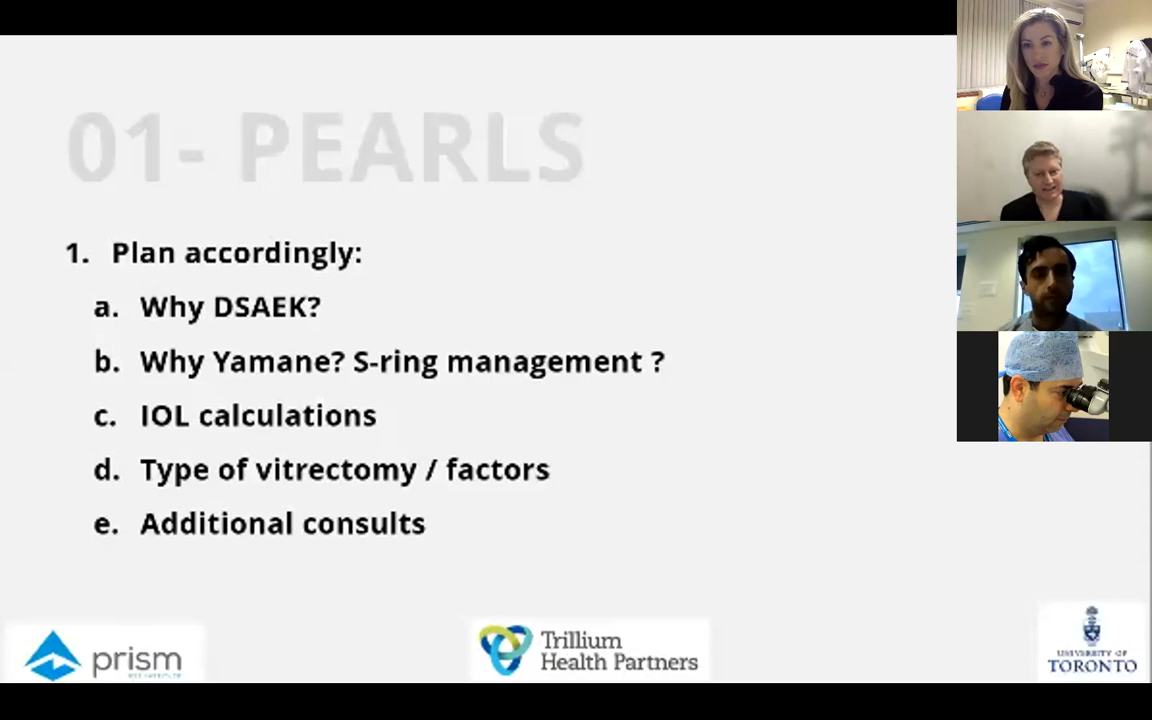 01- PEARLS
1. Plan accordingly:
a. Why DSAEK?
b. Why Yamane? S-ring management ?
c. IOL calculations
d. Type of vitrectomy / factors
e. Additional consults
prism
Trillium
Health Partners
UNIVERSITY OF
TORONTO